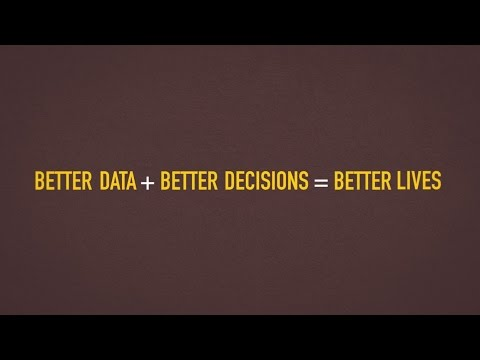 BETTER DATA + BETTER DECISIONS = BETTER LIVES